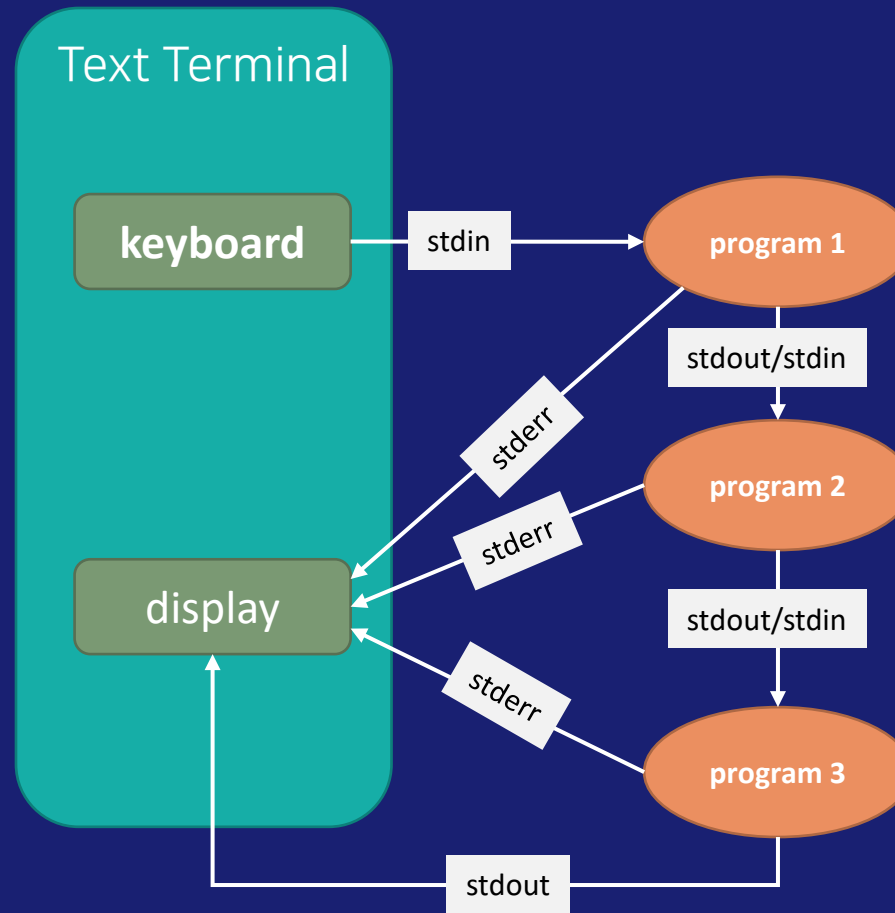 Text Terminal
keyboard
stdin
program 1
stdout/stdin
stderr
program 2
stderr
display
stdout/stdin
stderr
program 3
stdout